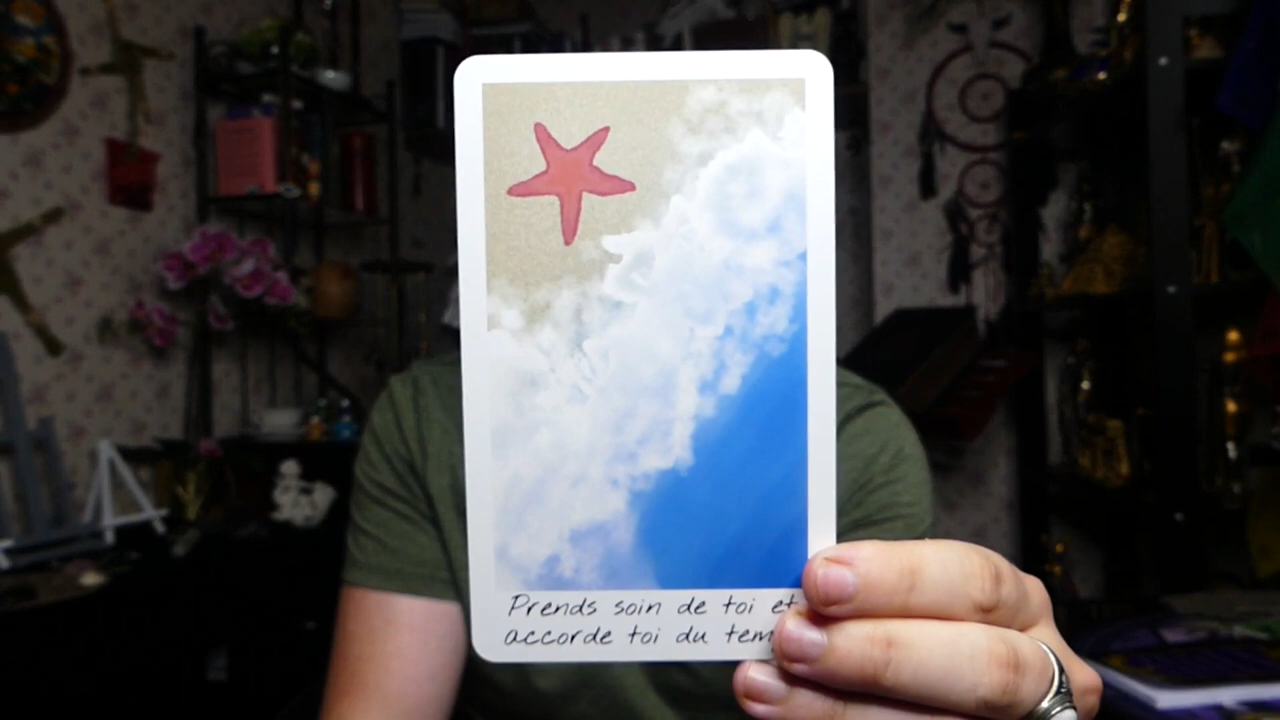 Prends soin de toi et
accorde toi du